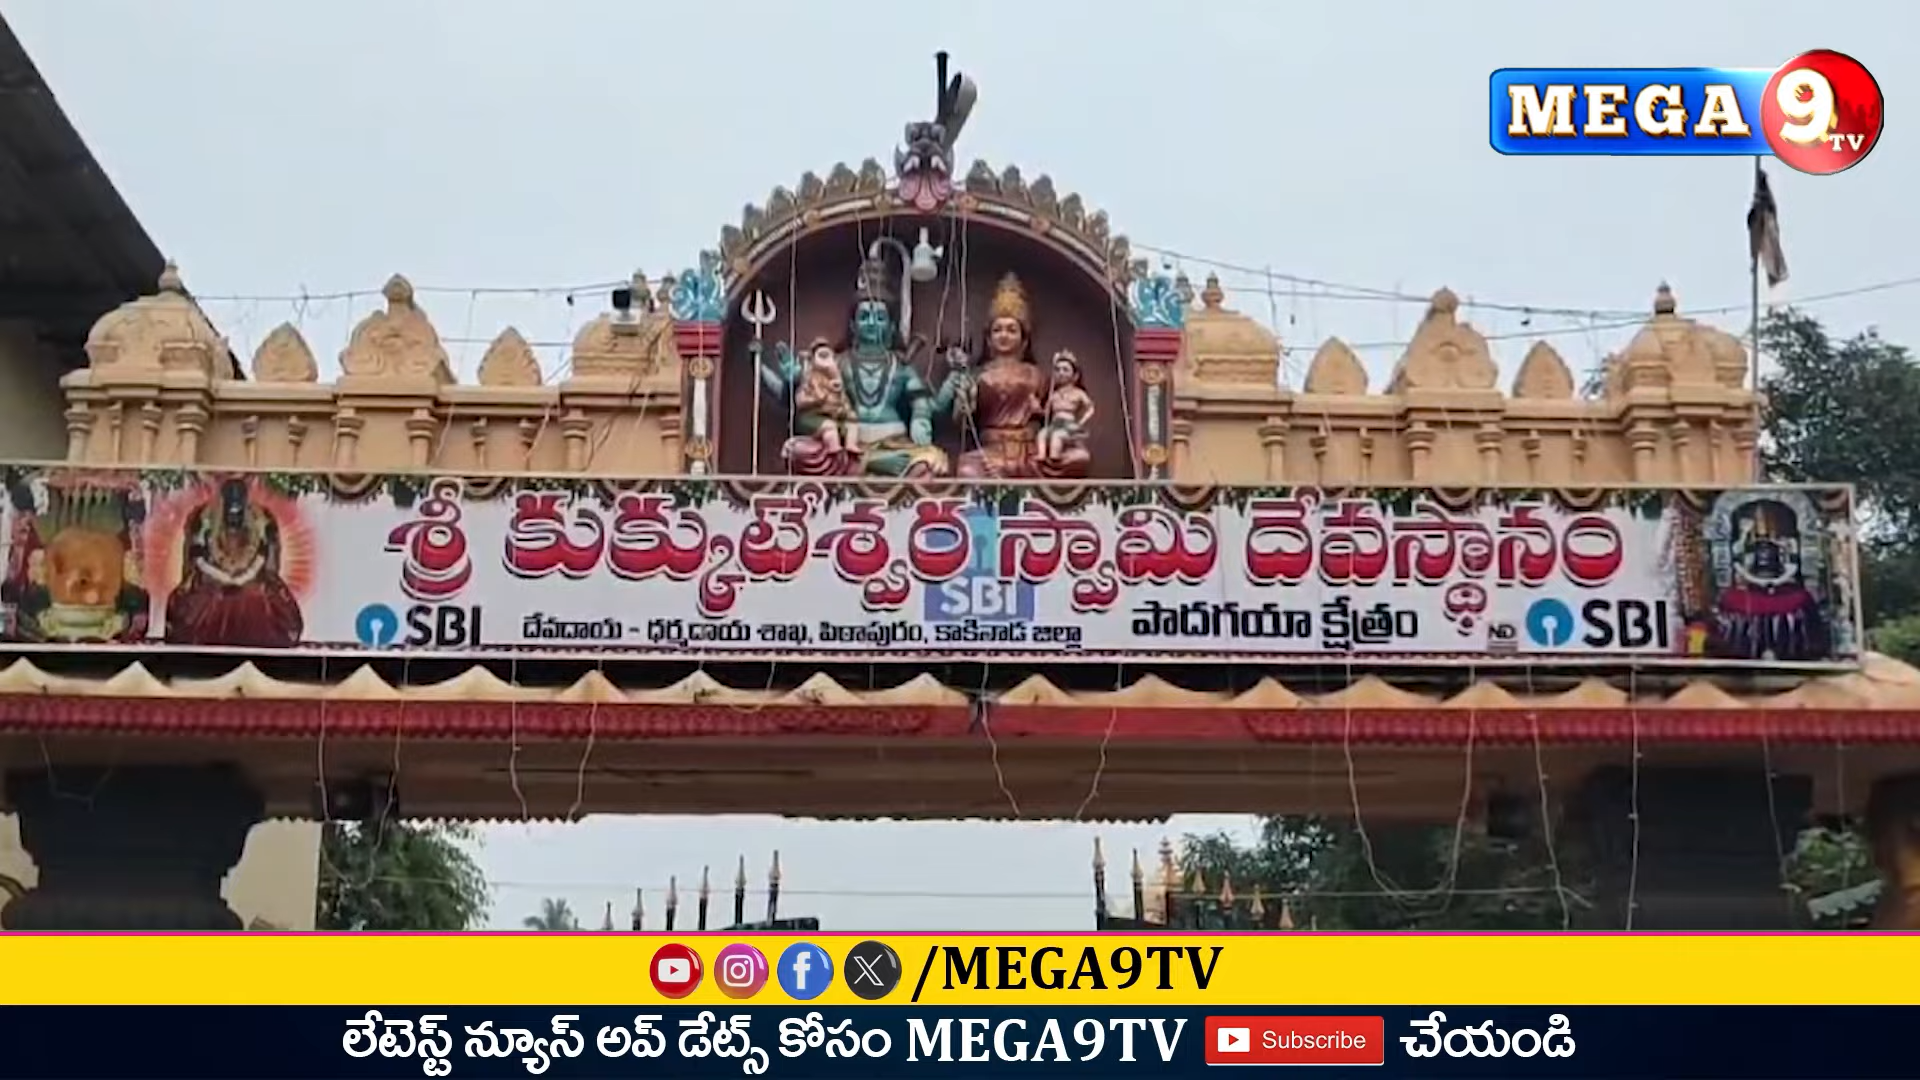 MEGA 9 TV
శ్రీ కుక్కుటేశ్వర స్వామి దేవస్థానం
SBI
SBI దేవదాయ - ధర్మదాయ శాఖ, పిఠాపురం, కాకినాడ జిల్లా పాదగయా క్షేత్రం SBI
/MEGA9TV
లేటెస్ట్ న్యూస్ అప్ డేట్స్ కోసం MEGA9TV Subscribe చేయండి